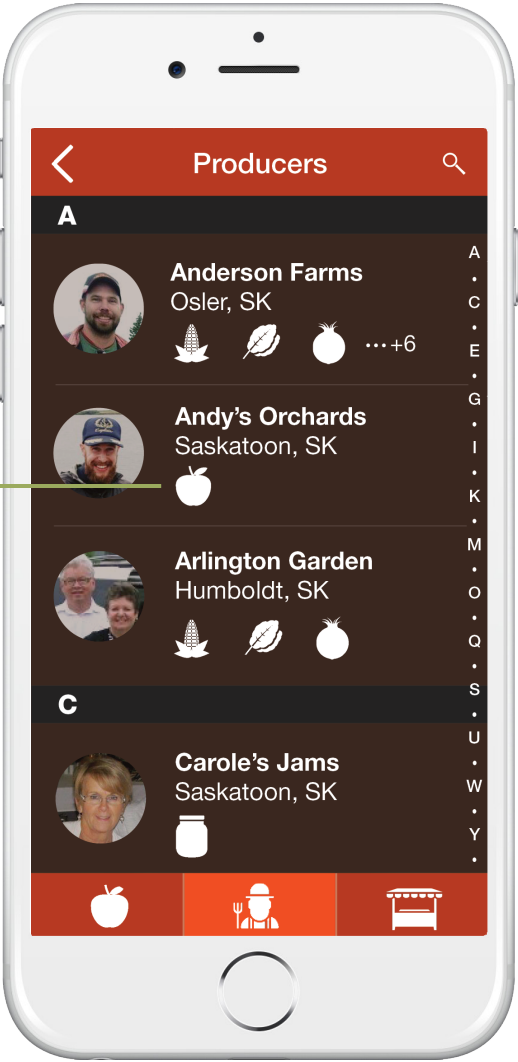 Producers
A
Anderson Farms
Osler, SK
•••+6
Andy's Orchards
Saskatoon, SK
Arlington Garden
Humboldt, SK
C
Carole's Jams
Saskatoon, SK
A
•
C
•
E
•
G
•
I
•
K
•
M
•
O
•
Q
•
S
•
U
•
W
•
Y
•